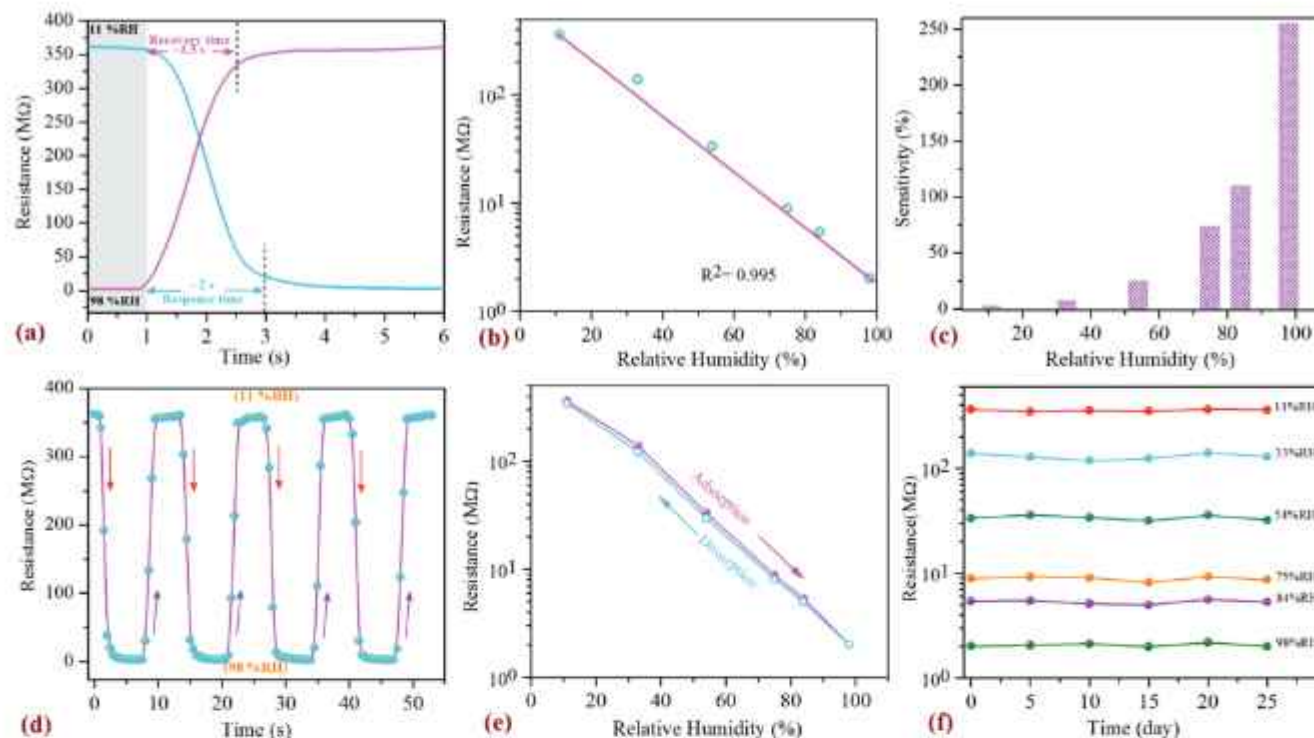 400
350
300
250
200
150
100
50
0
Resistance (MΩ)
11 %RH
Recovery time
~1.5 s
~2 s
Response time
98 %RH
0 1 2 3 4 5 6
Time (s)
(a)
10²
10¹
10⁰
Resistance (MΩ)
R²= 0.995
0 20 40 60 80 100
Relative Humidity (%)
(b)
250
200
150
100
50
0
Sensitivity (%)
20 40 60 80 100
Relative Humidity (%)
(c)
400
300
200
100
0
Resistance (MΩ)
(11 %RH)
(98 %RH)
0 10 20 30 40 50
Time (s)
(d)
10²
10¹
10⁰
Resistance (MΩ)
Adsorption
Desorption
0 20 40 60 80 100
Relative Humidity (%)
(e)
10²
10¹
10⁰
Resistance(MΩ)
11%RH
33%RH
54%RH
75%RH
84%RH
98%RH
0 5 10 15 20 25
Time (day)
(f)